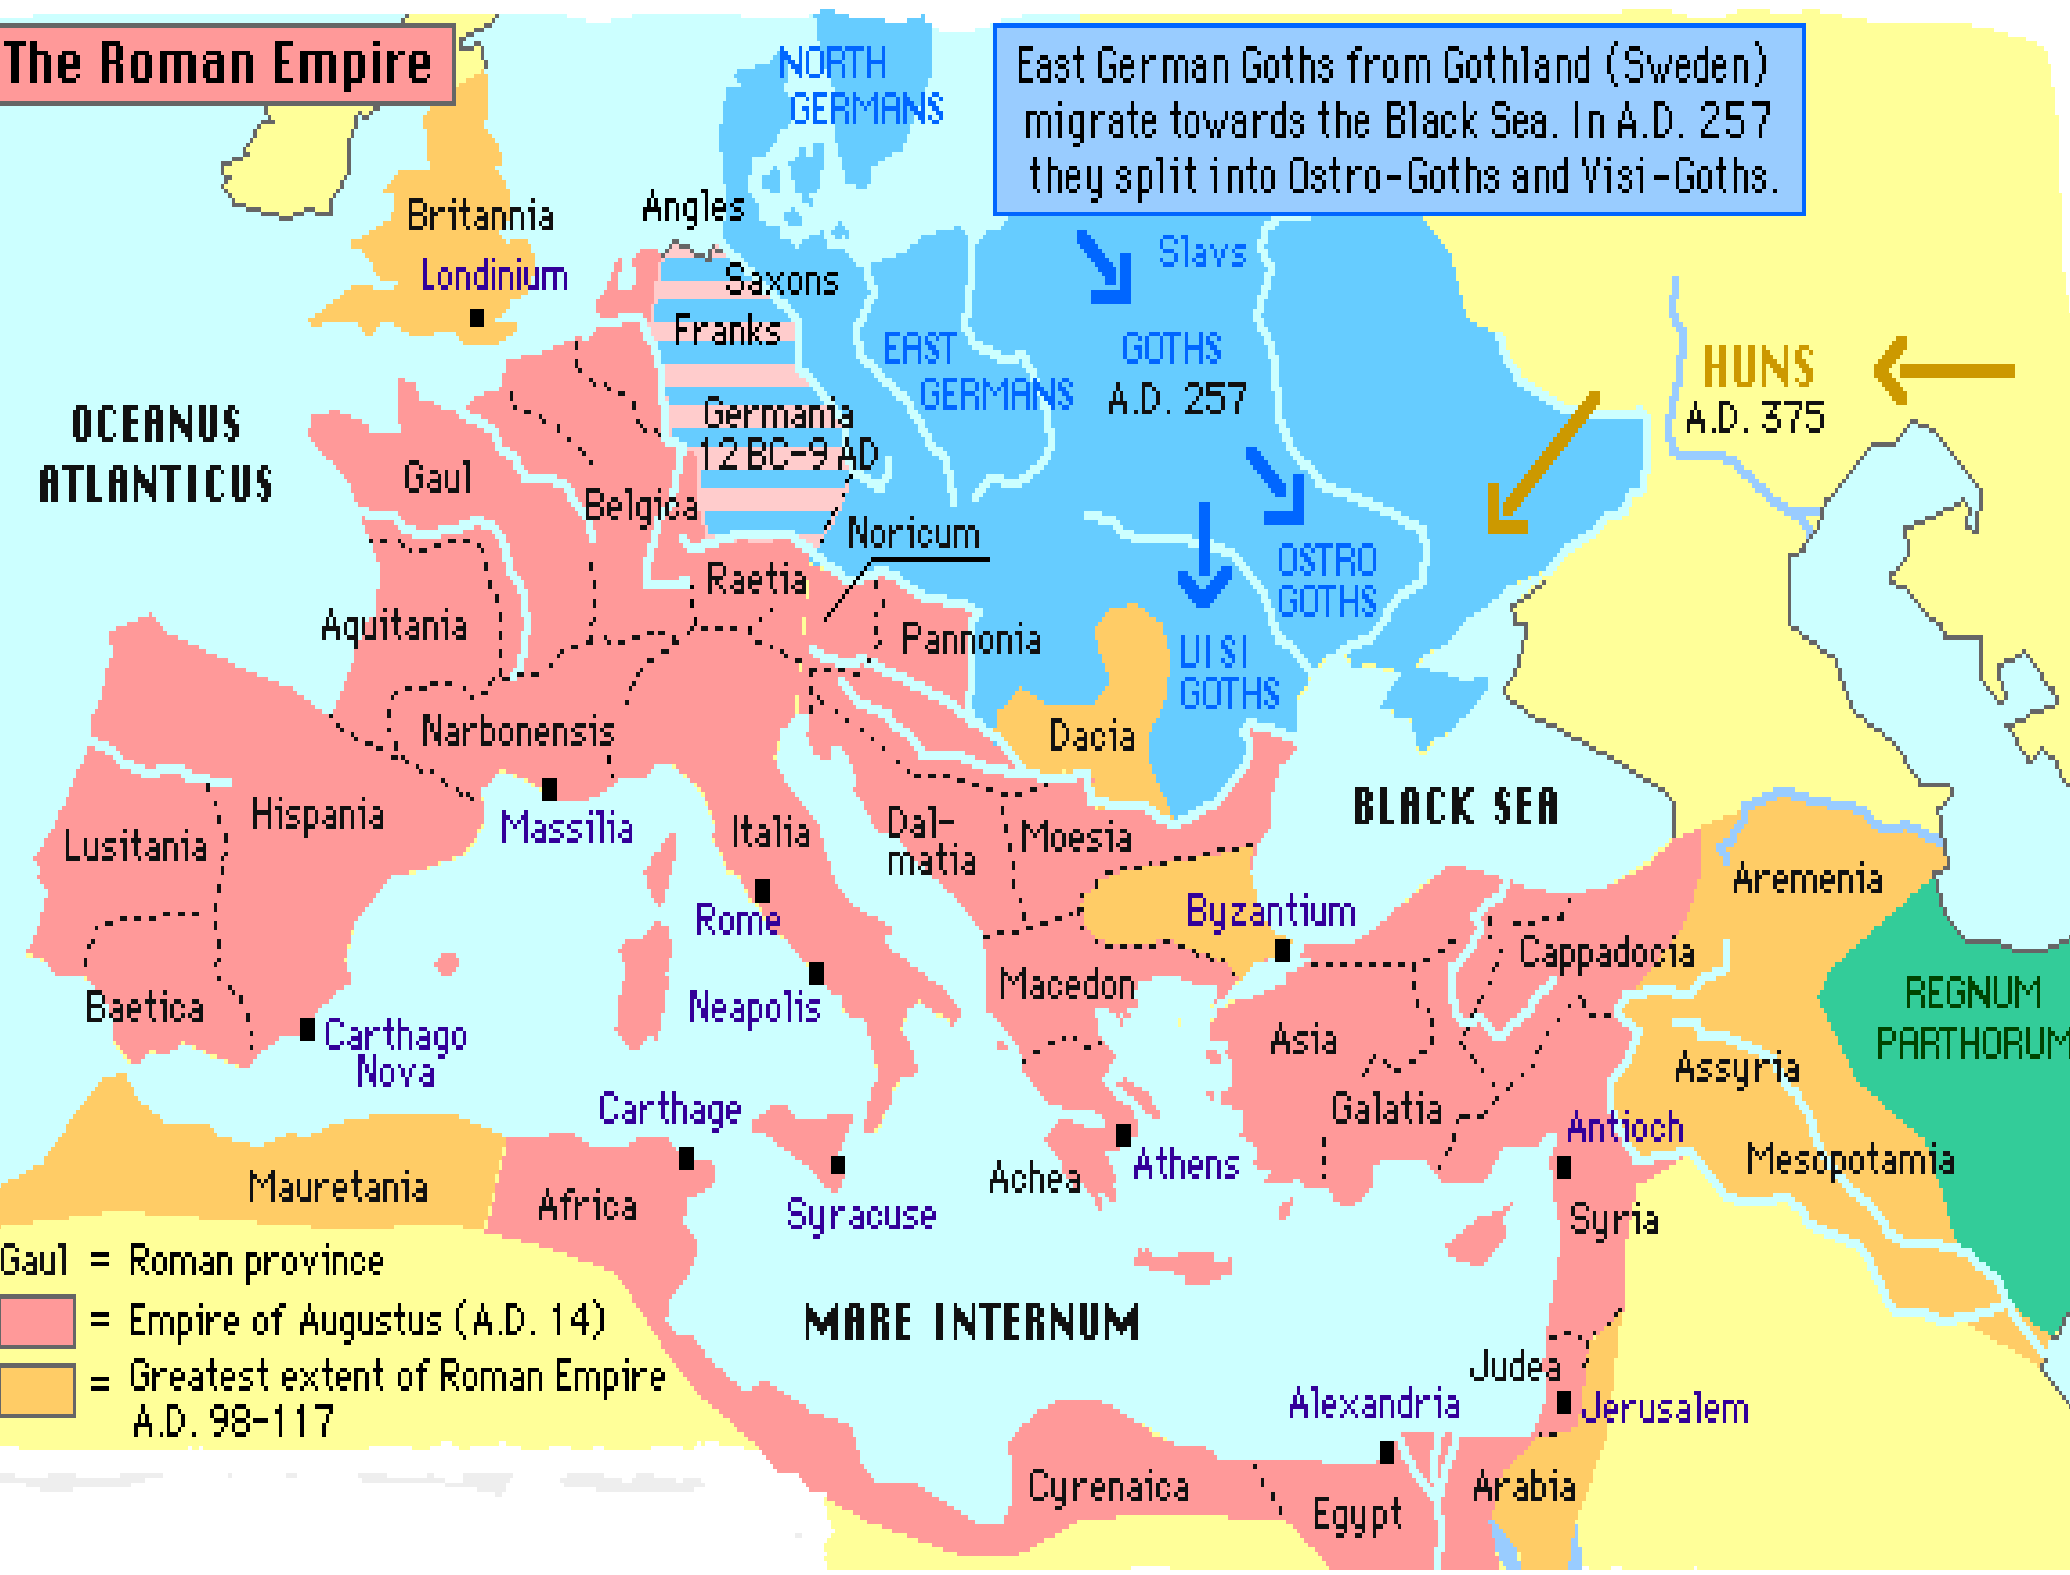 The Roman Empire
East German Goths from Gothland (Sweden)
migrate towards the Black Sea. In A.D. 257
they split into Ostro-Goths and Visi-Goths.
NORTH
GERMANS
Britannia
Londinium
Angles
Saxons
Franks
Germania
12 BC-9 AD
Slavs
EAST
GERMANS
GOTHS
A.D. 257
HUNS
A.D. 375
OCEANUS
ATLANTICUS
Gaul
Belgica
Noricum
Raetia
OSTRO
GOTHS
Aquitania
Pannonia
VISI
GOTHS
Narbonensis
Dacia
Hispania
Lusitania
Massilia
Italia
Dal-
matia
Moesia
BLACK SEA
Aremenia
Rome
Byzantium
Cappadocia
Baetica
Carthago
Nova
Neapolis
Macedon
Asia
REGNUM
PARTHORUM
Assyria
Carthage
Galatia
Antioch
Mauretania
Africa
Syracuse
Achea
Athens
Mesopotamia
Syria
Gaul = Roman province
= Empire of Augustus (A.D. 14)
= Greatest extent of Roman Empire
A.D. 98-117
MARE INTERNUM
Judea
Alexandria
Jerusalem
Cyrenaica
Egypt
Arabia